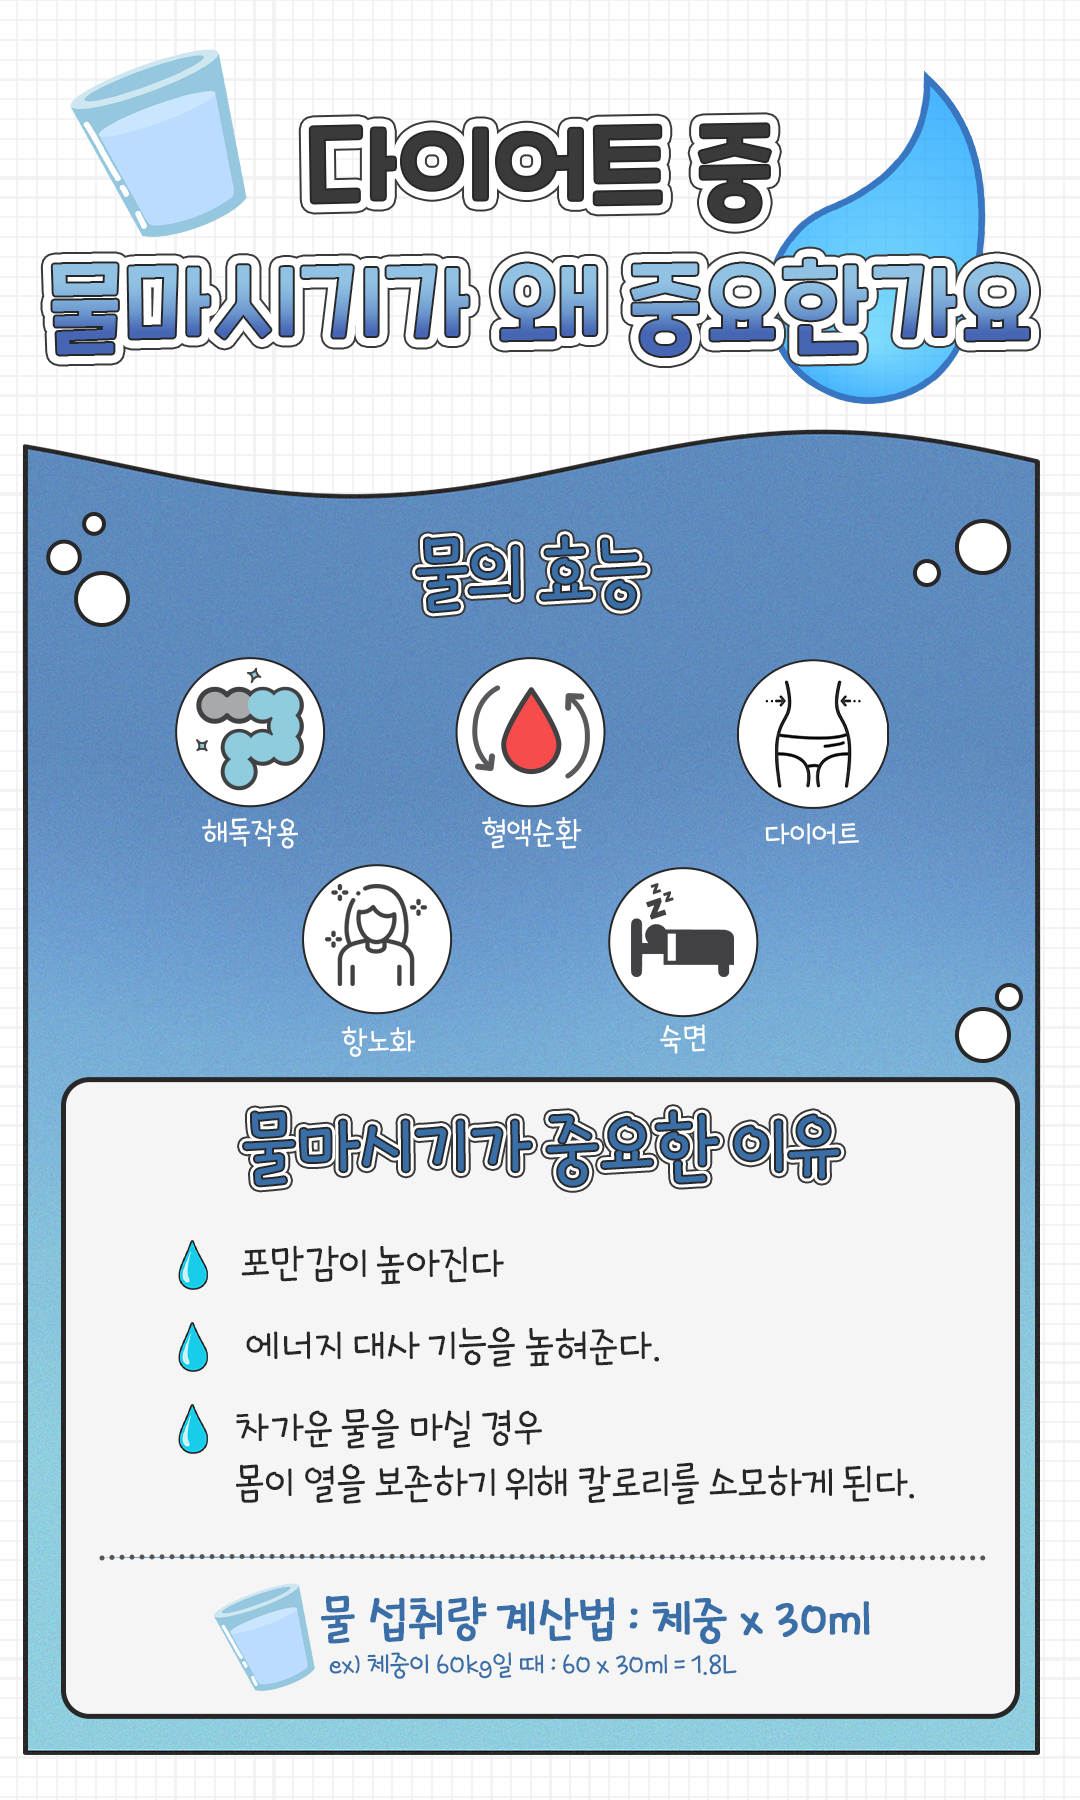 다이어트 중
물마시기가 왜 중요한가요
물의 효능
해독작용
혈액순환
다이어트
항노화
숙면
물마시기가 중요한 이유
포만감이 높아진다
에너지 대사 기능을 높혀준다.
차가운 물을 마실 경우
몸이 열을 보존하기 위해 칼로리를 소모하게 된다.
물 섭취량 계산법 : 체중 x 30ml
ex) 체중이 60kg일 때 : 60 x 30ml = 1.8L